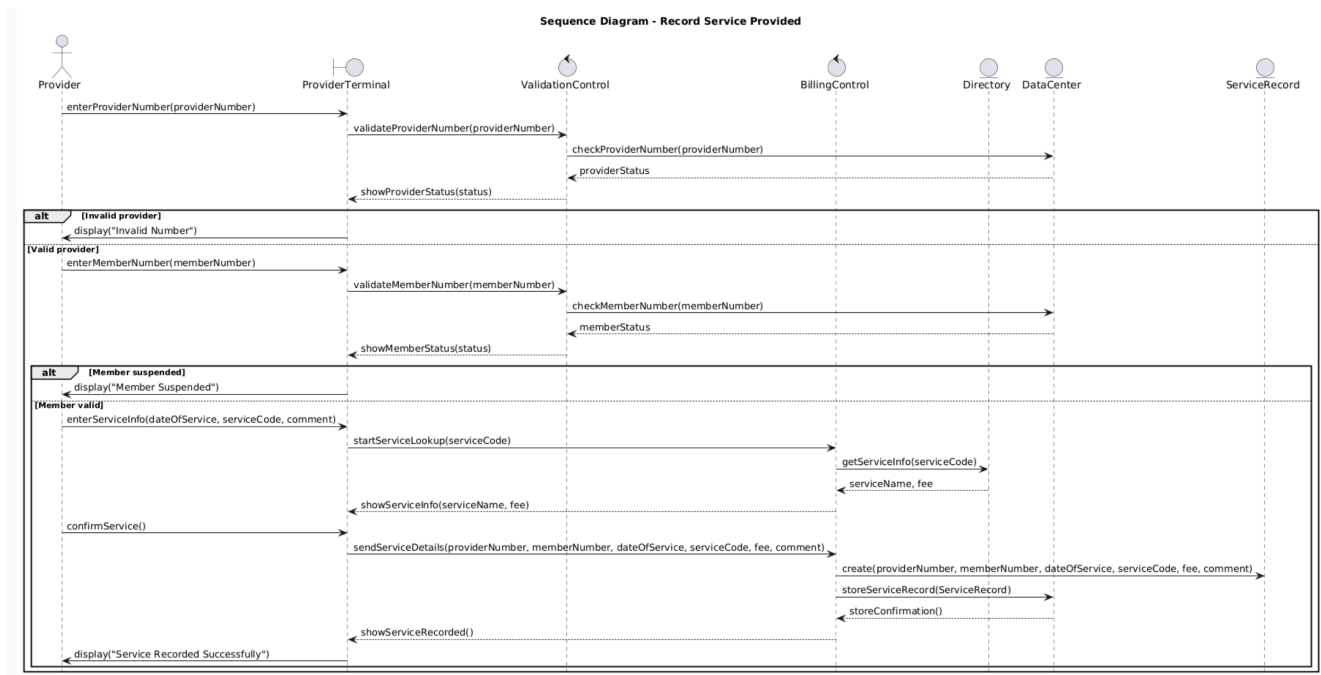 Sequence Diagram - Record Service Provided
Provider
ProviderTerminal
ValidationControl
BillingControl
Directory
DataCenter
ServiceRecord
enterProviderNumber(providerNumber)
validateProviderNumber(providerNumber)
checkProviderNumber(providerNumber)
providerStatus
showProviderStatus(status)
alt [Invalid provider]
display("Invalid Number")
[Valid provider]
enterMemberNumber(memberNumber)
validateMemberNumber(memberNumber)
checkMemberNumber(memberNumber)
memberStatus
showMemberStatus(status)
alt [Member suspended]
display("Member Suspended")
[Member valid]
enterServiceInfo(dateOfService, serviceCode, comment)
startServiceLookup(serviceCode)
getServiceInfo(serviceCode)
serviceName, fee
showServiceInfo(serviceName, fee)
confirmService()
sendServiceDetails(providerNumber, memberNumber, dateOfService, serviceCode, fee, comment)
create(providerNumber, memberNumber, dateOfService, serviceCode, fee, comment)
storeServiceRecord(ServiceRecord)
storeConfirmation()
showServiceRecorded()
display("Service Recorded Successfully")